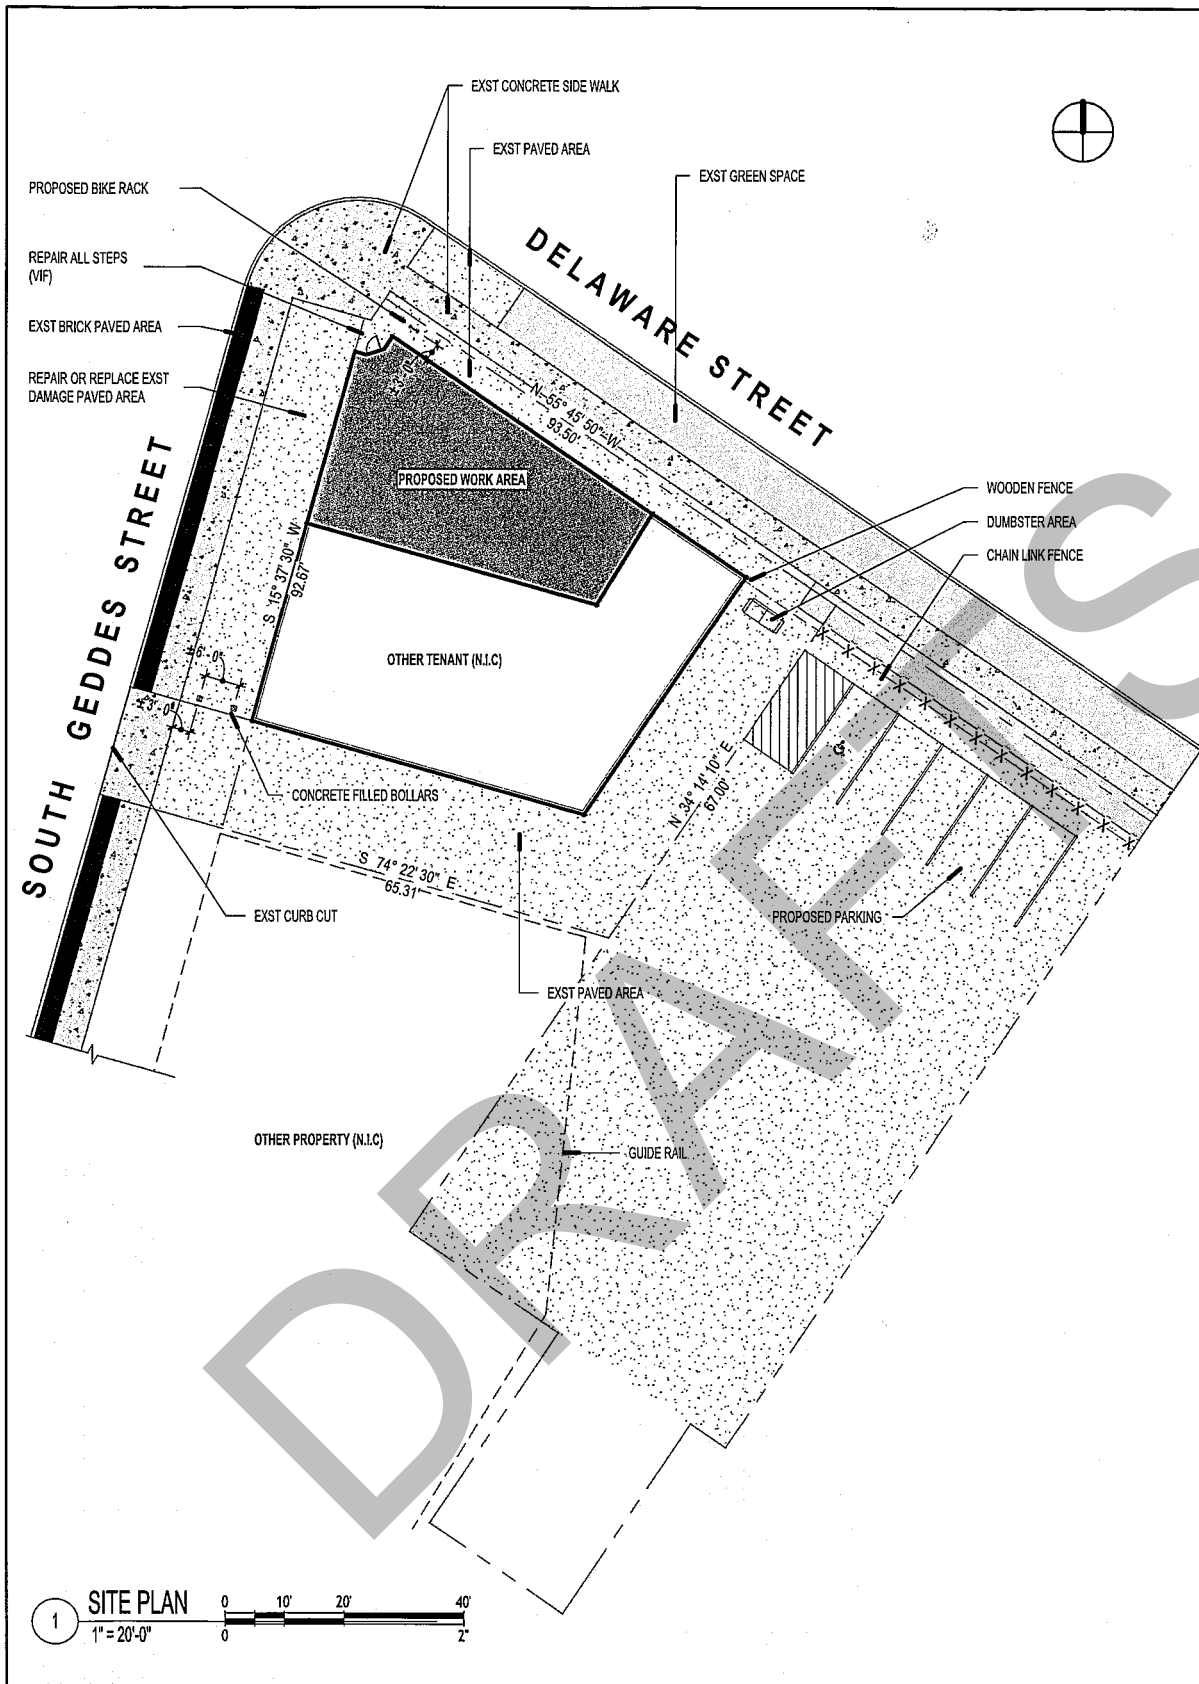 EXST CONCRETE SIDE WALK
EXST PAVED AREA
EXST GREEN SPACE
PROPOSED BIKE RACK
REPAIR ALL STEPS
(VIF)
EXST BRICK PAVED AREA
REPAIR OR REPLACE EXST
DAMAGE PAVED AREA
DELAWARE STREET
±3'-0"
N 55° 45' 50" W
93.50'
PROPOSED WORK AREA
WOODEN FENCE
DUMBSTER AREA
CHAIN LINK FENCE
SOUTH GEDDES STREET
S 15° 37' 30" W
92.67'
OTHER TENANT (N.I.C)
±6'-0"
±3'-0"
CONCRETE FILLED BOLLARS
N 34° 14' 10" E
67.00'
S 74° 22' 30" E
65.31'
EXST CURB CUT
PROPOSED PARKING
EXST PAVED AREA
OTHER PROPERTY (N.I.C)
GUIDE RAIL
DRAFTS
1
SITE PLAN
1" = 20'-0"
0 10' 20' 40'
0 2"